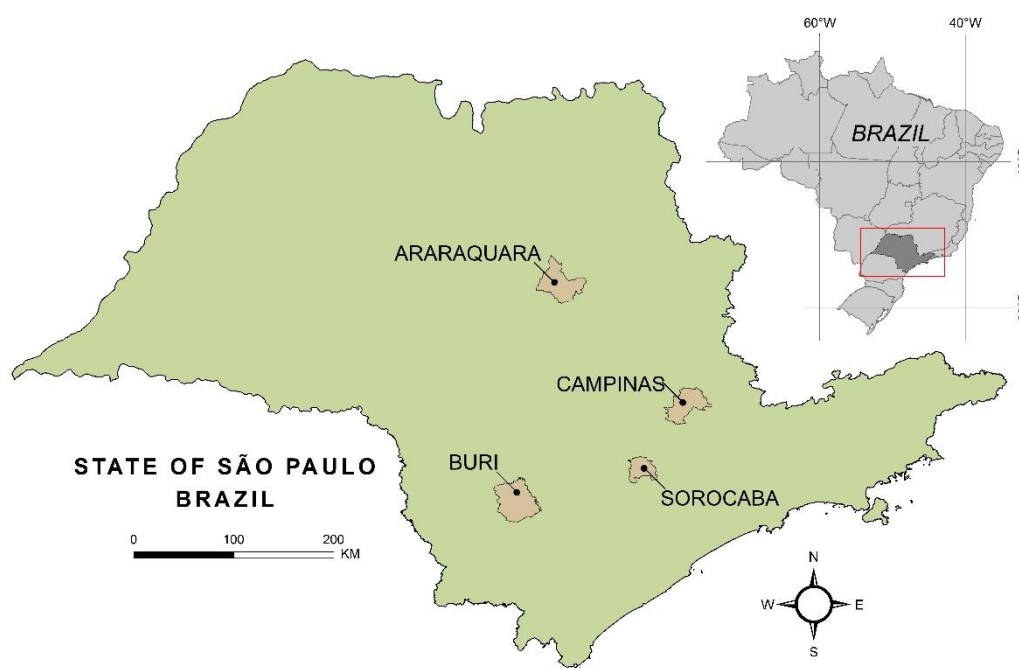 60°W
40°W
BRAZIL
ARARAQUARA
CAMPINAS
STATE OF SÃO PAULO
BRAZIL
BURI
SOROCABA
0
100
200
KM
N
W
E
S